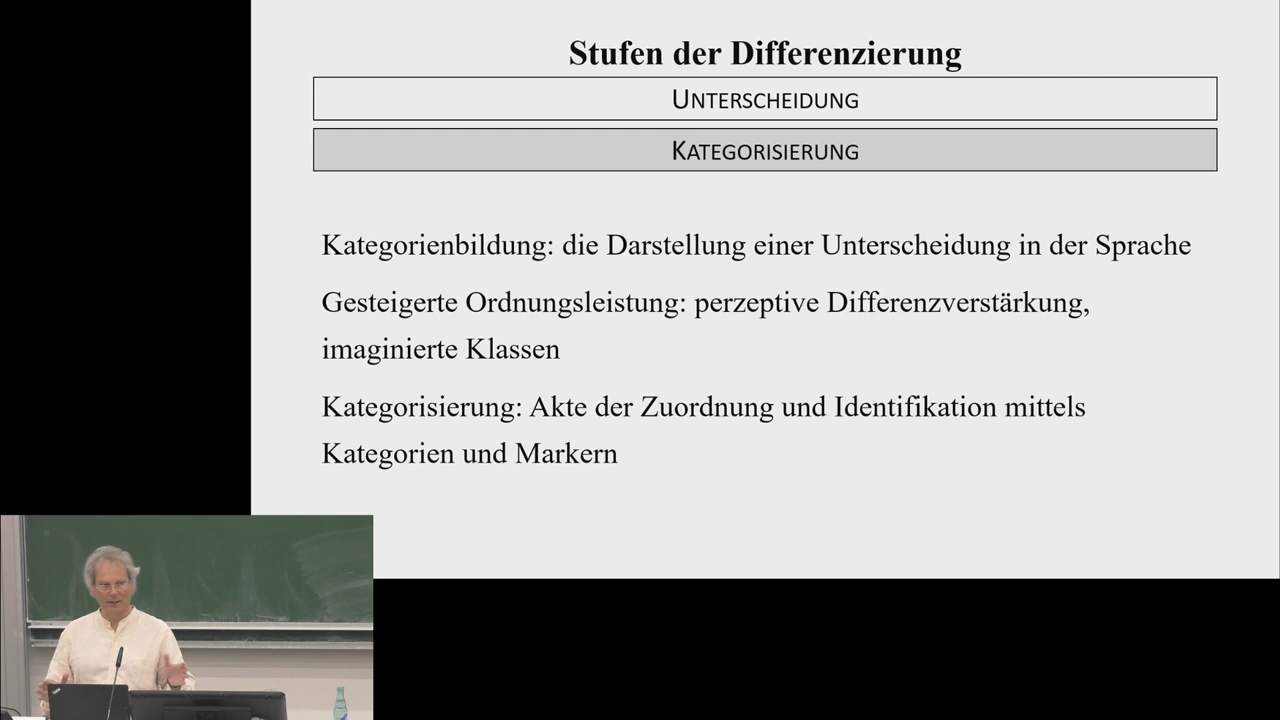 Stufen der Differenzierung
UNTERSCHEIDUNG
KATEGORISIERUNG
Kategorienbildung: die Darstellung einer Unterscheidung in der Sprache
Gesteigerte Ordnungsleistung: perzeptive Differenzverstärkung,
imaginierte Klassen
Kategorisierung: Akte der Zuordnung und Identifikation mittels
Kategorien und Markern